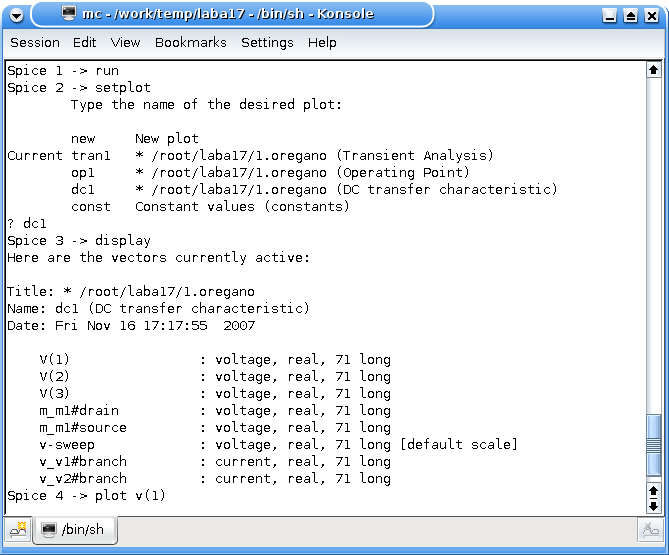 mc - /work/temp/laba17 - /bin/sh - Konsole
Session Edit View Bookmarks Settings Help
Spice 1 -> run
Spice 2 -> setplot
        Type the name of the desired plot:
        new     New plot
Current tran1   * /root/laba17/1.oregano (Transient Analysis)
        op1     * /root/laba17/1.oregano (Operating Point)
        dc1     * /root/laba17/1.oregano (DC transfer characteristic)
        const   Constant values (constants)
? dc1
Spice 3 -> display
Here are the vectors currently active:
Title: * /root/laba17/1.oregano
Name: dc1 (DC transfer characteristic)
Date: Fri Nov 16 17:17:55  2007
    V(1)                : voltage, real, 71 long
    V(2)                : voltage, real, 71 long
    V(3)                : voltage, real, 71 long
    m_m1#drain          : voltage, real, 71 long
    m_m1#source         : voltage, real, 71 long
    v-sweep             : voltage, real, 71 long [default scale]
    v_v1#branch         : current, real, 71 long
    v_v2#branch         : current, real, 71 long
Spice 4 -> plot v(1)
/bin/sh